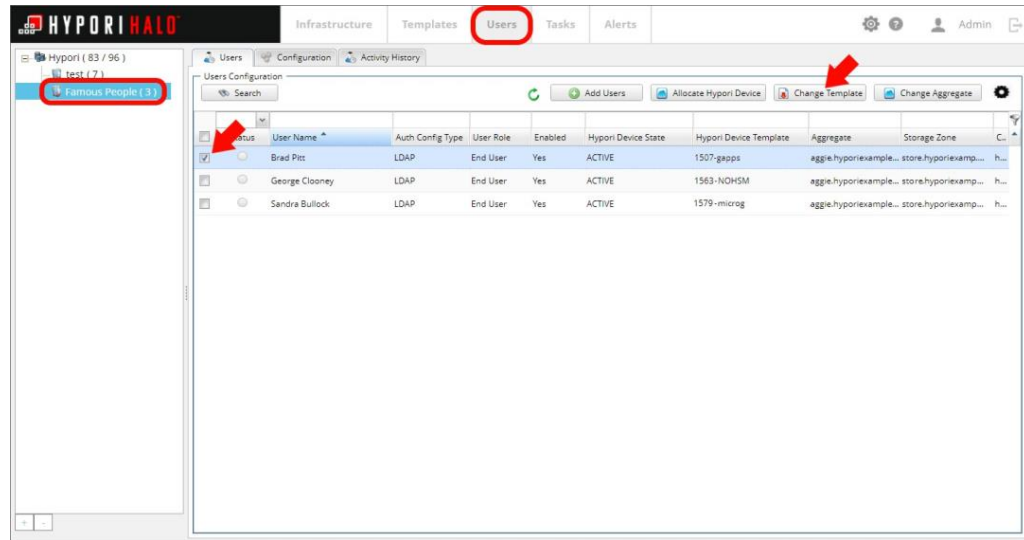 HYPORI HALO
Infrastructure Templates Users Tasks Alerts Admin
Hypori ( 83 / 96 )
test ( 7 )
Famous People ( 3 )
Users Configuration Activity History
Users Configuration
Search Add Users Allocate Hypori Device Change Template Change Aggregate
User Name Auth Config Type User Role Enabled Hypori Device State Hypori Device Template Aggregate Storage Zone C...
Brad Pitt LDAP End User Yes ACTIVE 1507-gapps aggie.hyporiexample... store.hyporiexamp... h...
George Clooney LDAP End User Yes ACTIVE 1563-NOHSM aggie.hyporiexample... store.hyporiexamp... h...
Sandra Bullock LDAP End User Yes ACTIVE 1579-microg aggie.hyporiexample... store.hyporiexamp... h...
+ -